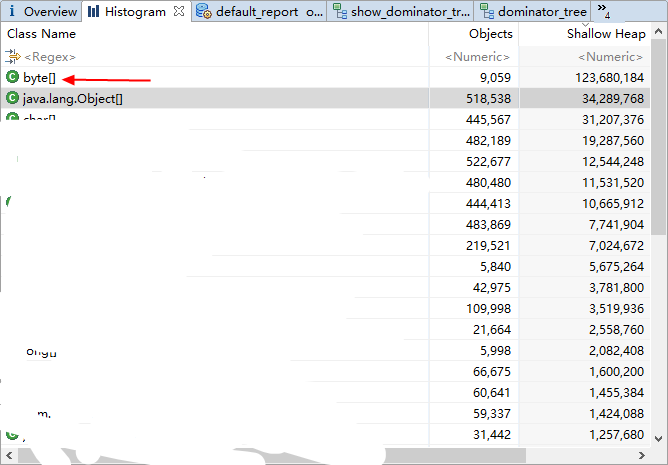 i Overview Histogram default_report o... show_dominator_tr... dominator_tree »4
Class Name Objects Shallow Heap
<Regex> <Numeric> <Numeric>
byte[] 9,059 123,680,184
java.lang.Object[] 518,538 34,289,768
char[] 445,567 31,207,376
482,189 19,287,560
522,677 12,544,248
480,480 11,531,520
444,413 10,665,912
483,869 7,741,904
219,521 7,024,672
5,840 5,675,264
42,975 3,781,800
109,998 3,519,936
21,664 2,558,760
5,998 2,082,408
66,675 1,600,200
60,641 1,455,384
59,337 1,424,088
31,442 1,257,680